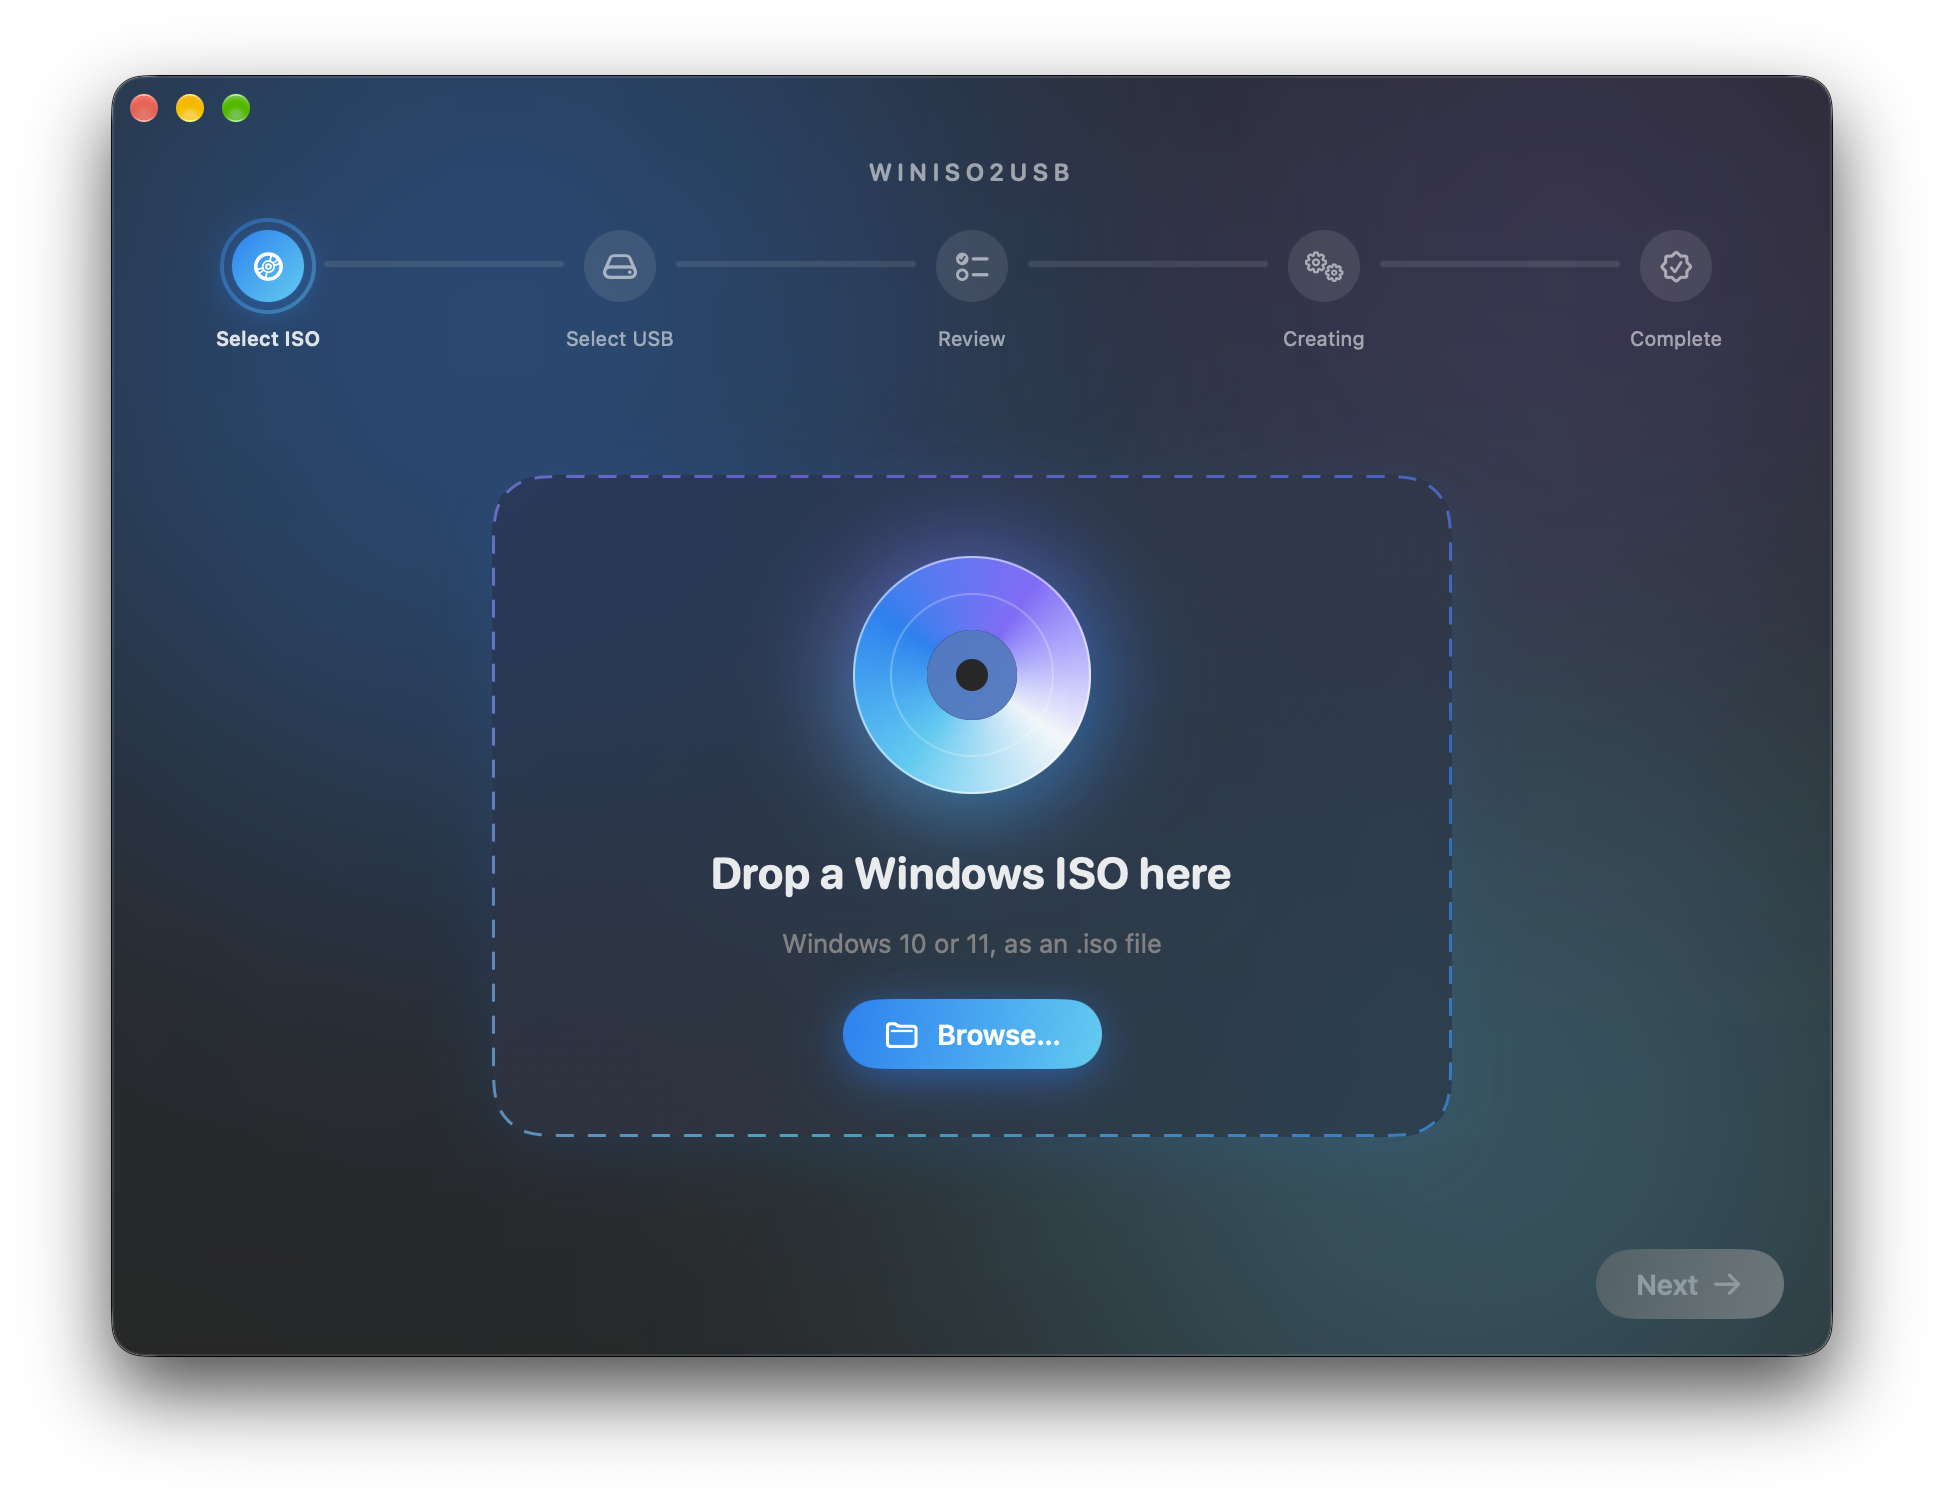 WINISO2USB
Select ISO
Select USB
Review
Creating
Complete
Drop a Windows ISO here
Windows 10 or 11, as an .iso file
Browse...
Next